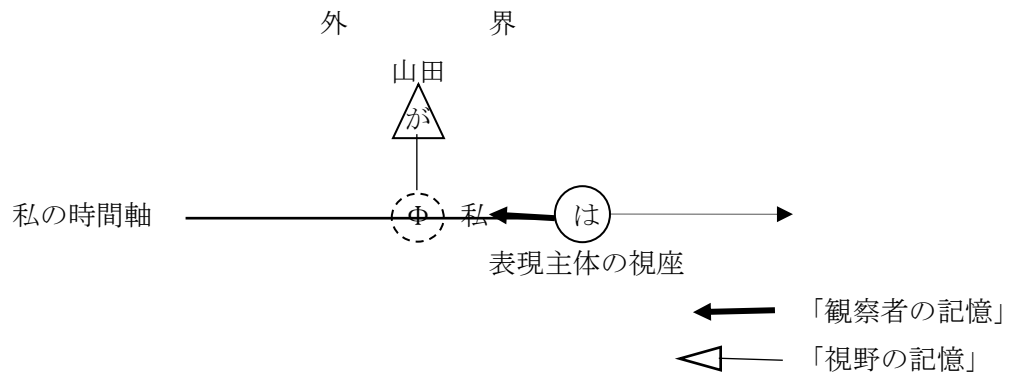 外 界
山田
が
私の時間軸 Φ 私 は
表現主体の視座
「観察者の記憶」
「視野の記憶」